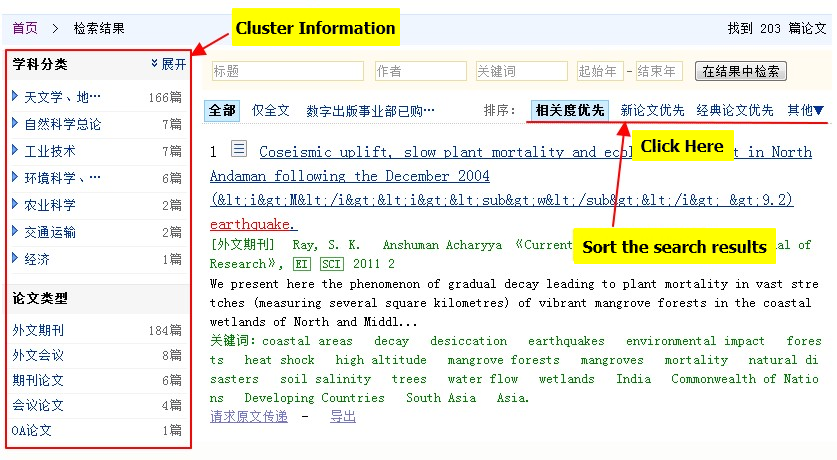 首页 > 检索结果
Cluster Information
找到 203 篇论文
学科分类 展开
天文学、地… 166篇
自然科学总论 7篇
工业技术 7篇
环境科学、… 6篇
农业科学 2篇
交通运输 2篇
经济 1篇
论文类型
外文期刊 184篇
外文会议 8篇
期刊论文 6篇
会议论文 4篇
OA论文 1篇
标题 作者 关键词 起始年 - 结束年 在结果中检索
全部 仅全文 数字出版事业部已购… 排序: 相关度优先 新论文优先 经典论文优先 其他▼
Click Here
1 Coseismic uplift, slow plant mortality and eco t in North
Andaman following the December 2004
(&lt;i&gt;M&lt;/i&gt;&lt;i&gt;&lt;sub&gt;w&lt;/sub&gt;&lt;/i&gt; &gt;9.2)
earthquake.
Sort the search results
[外文期刊] Ray, S. K. Anshuman Acharyya 《Current al of
Research》, EI SCI 2011 2
We present here the phenomenon of gradual decay leading to plant mortality in vast stre
tches (measuring several square kilometres) of vibrant mangrove forests in the coastal
wetlands of North and Middl...
关键词: coastal areas decay desiccation earthquakes environmental impact fores
ts heat shock high altitude mangrove forests mangroves mortality natural di
sasters soil salinity trees water flow wetlands India Commonwealth of Natio
ns Developing Countries South Asia Asia.
请求原文传递 - 导出